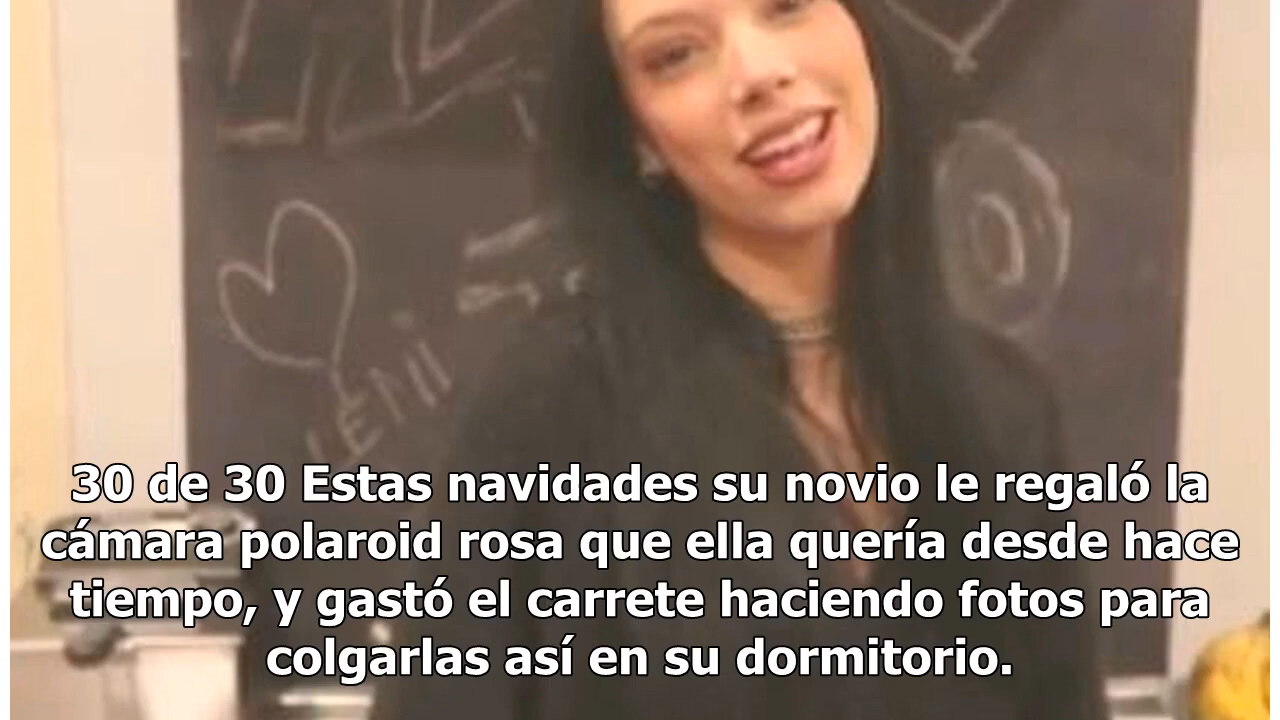 LEMII
30 de 30 Estas navidades su novio le regaló la
cámara polaroid rosa que ella quería desde hace
tiempo, y gastó el carrete haciendo fotos para
colgarlas así en su dormitorio.